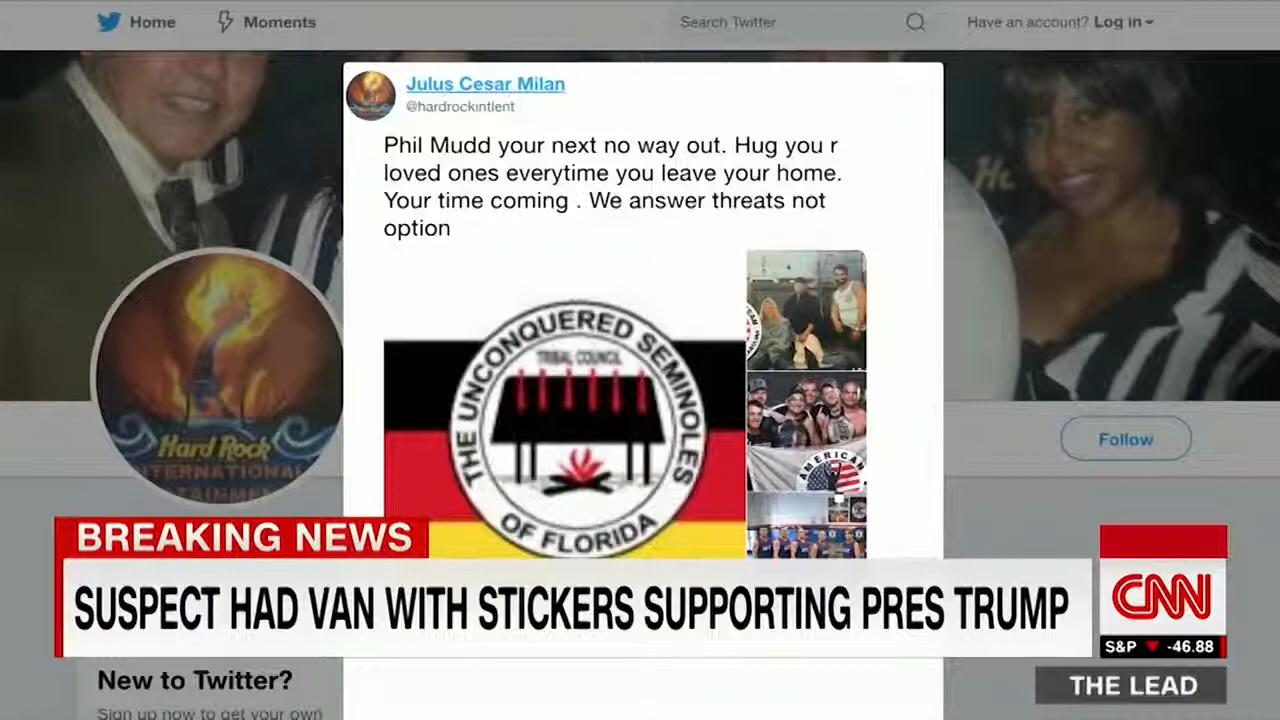 Home
Moments
Search Twitter
Have an account? Log in
Julus Cesar Milan
@hardrockintlent
Phil Mudd your next no way out. Hug you r
loved ones everytime you leave your home.
Your time coming . We answer threats not
option
THE UNCONQUERED SEMINOLES
TRIBAL COUNCIL
OF FLORIDA
AMERICAN
Hard Rock
INTERNATIONAL
Follow
BREAKING NEWS
SUSPECT HAD VAN WITH STICKERS SUPPORTING PRES TRUMP
CNN
S&P -46.88
THE LEAD
New to Twitter?
Sign up now to get your own